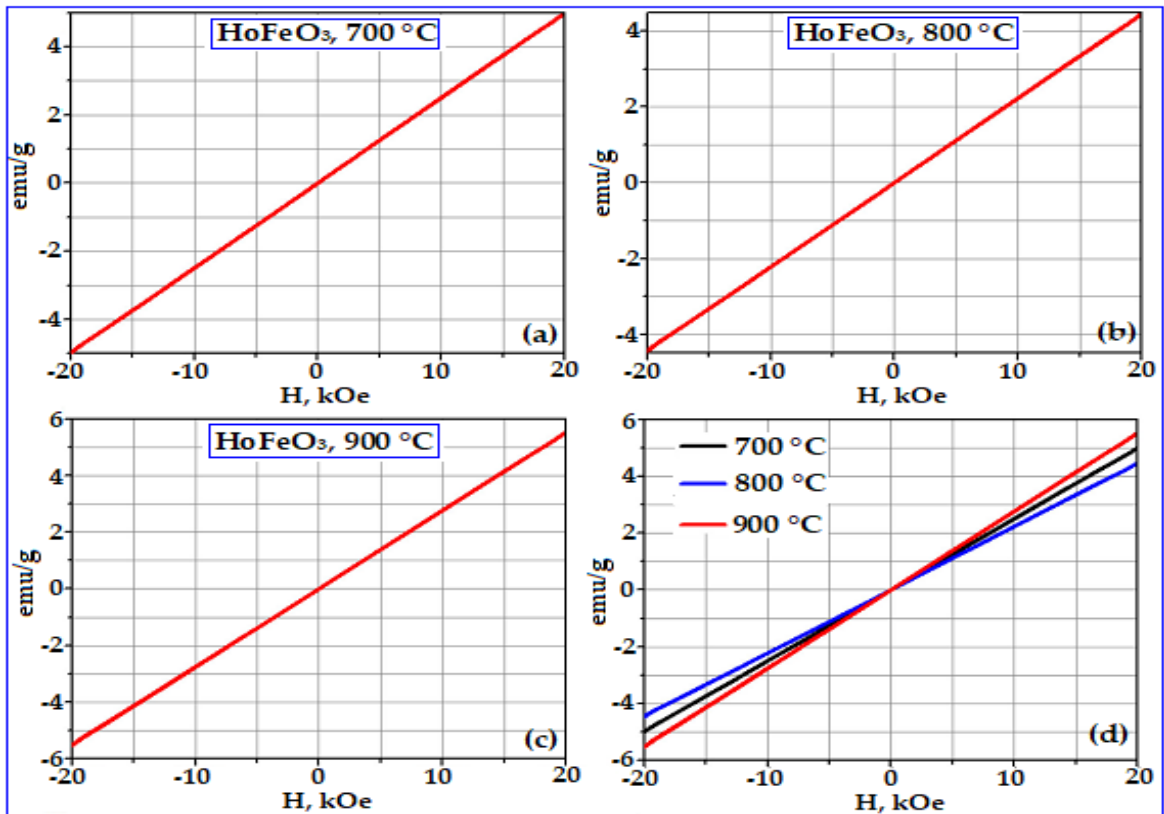 HoFeO₃, 700 °C
emu/g
4
2
0
-2
-4
-20
-10
0
10
20
H, kOe
(a)
HoFeO₃, 800 °C
emu/g
4
2
0
-2
-4
-20
-10
0
10
20
H, kOe
(b)
HoFeO₃, 900 °C
emu/g
6
4
2
0
-2
-4
-6
-20
-10
0
10
20
H, kOe
(c)
700 °C
800 °C
900 °C
emu/g
6
4
2
0
-2
-4
-6
-20
-10
0
10
20
H, kOe
(d)